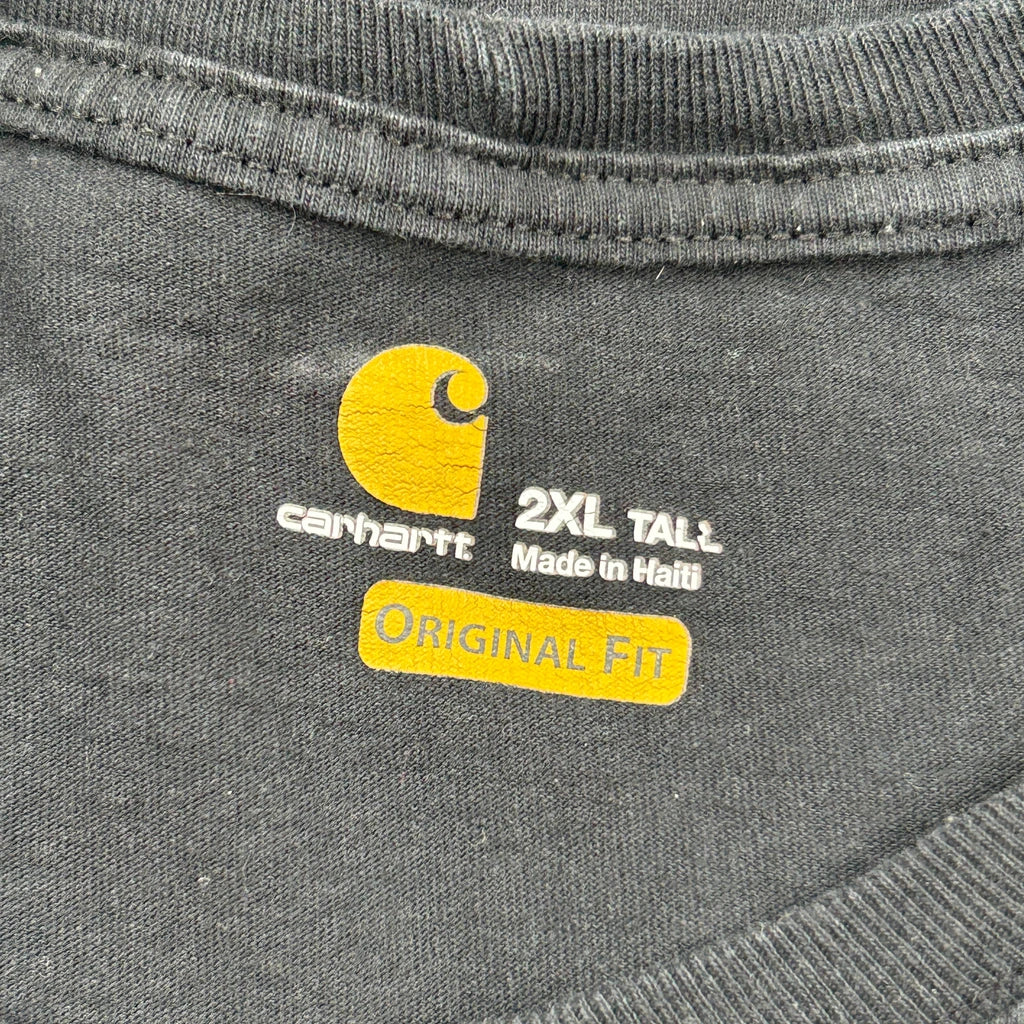 carhartt
2XL TALL
Made in Haiti
ORIGINAL FIT